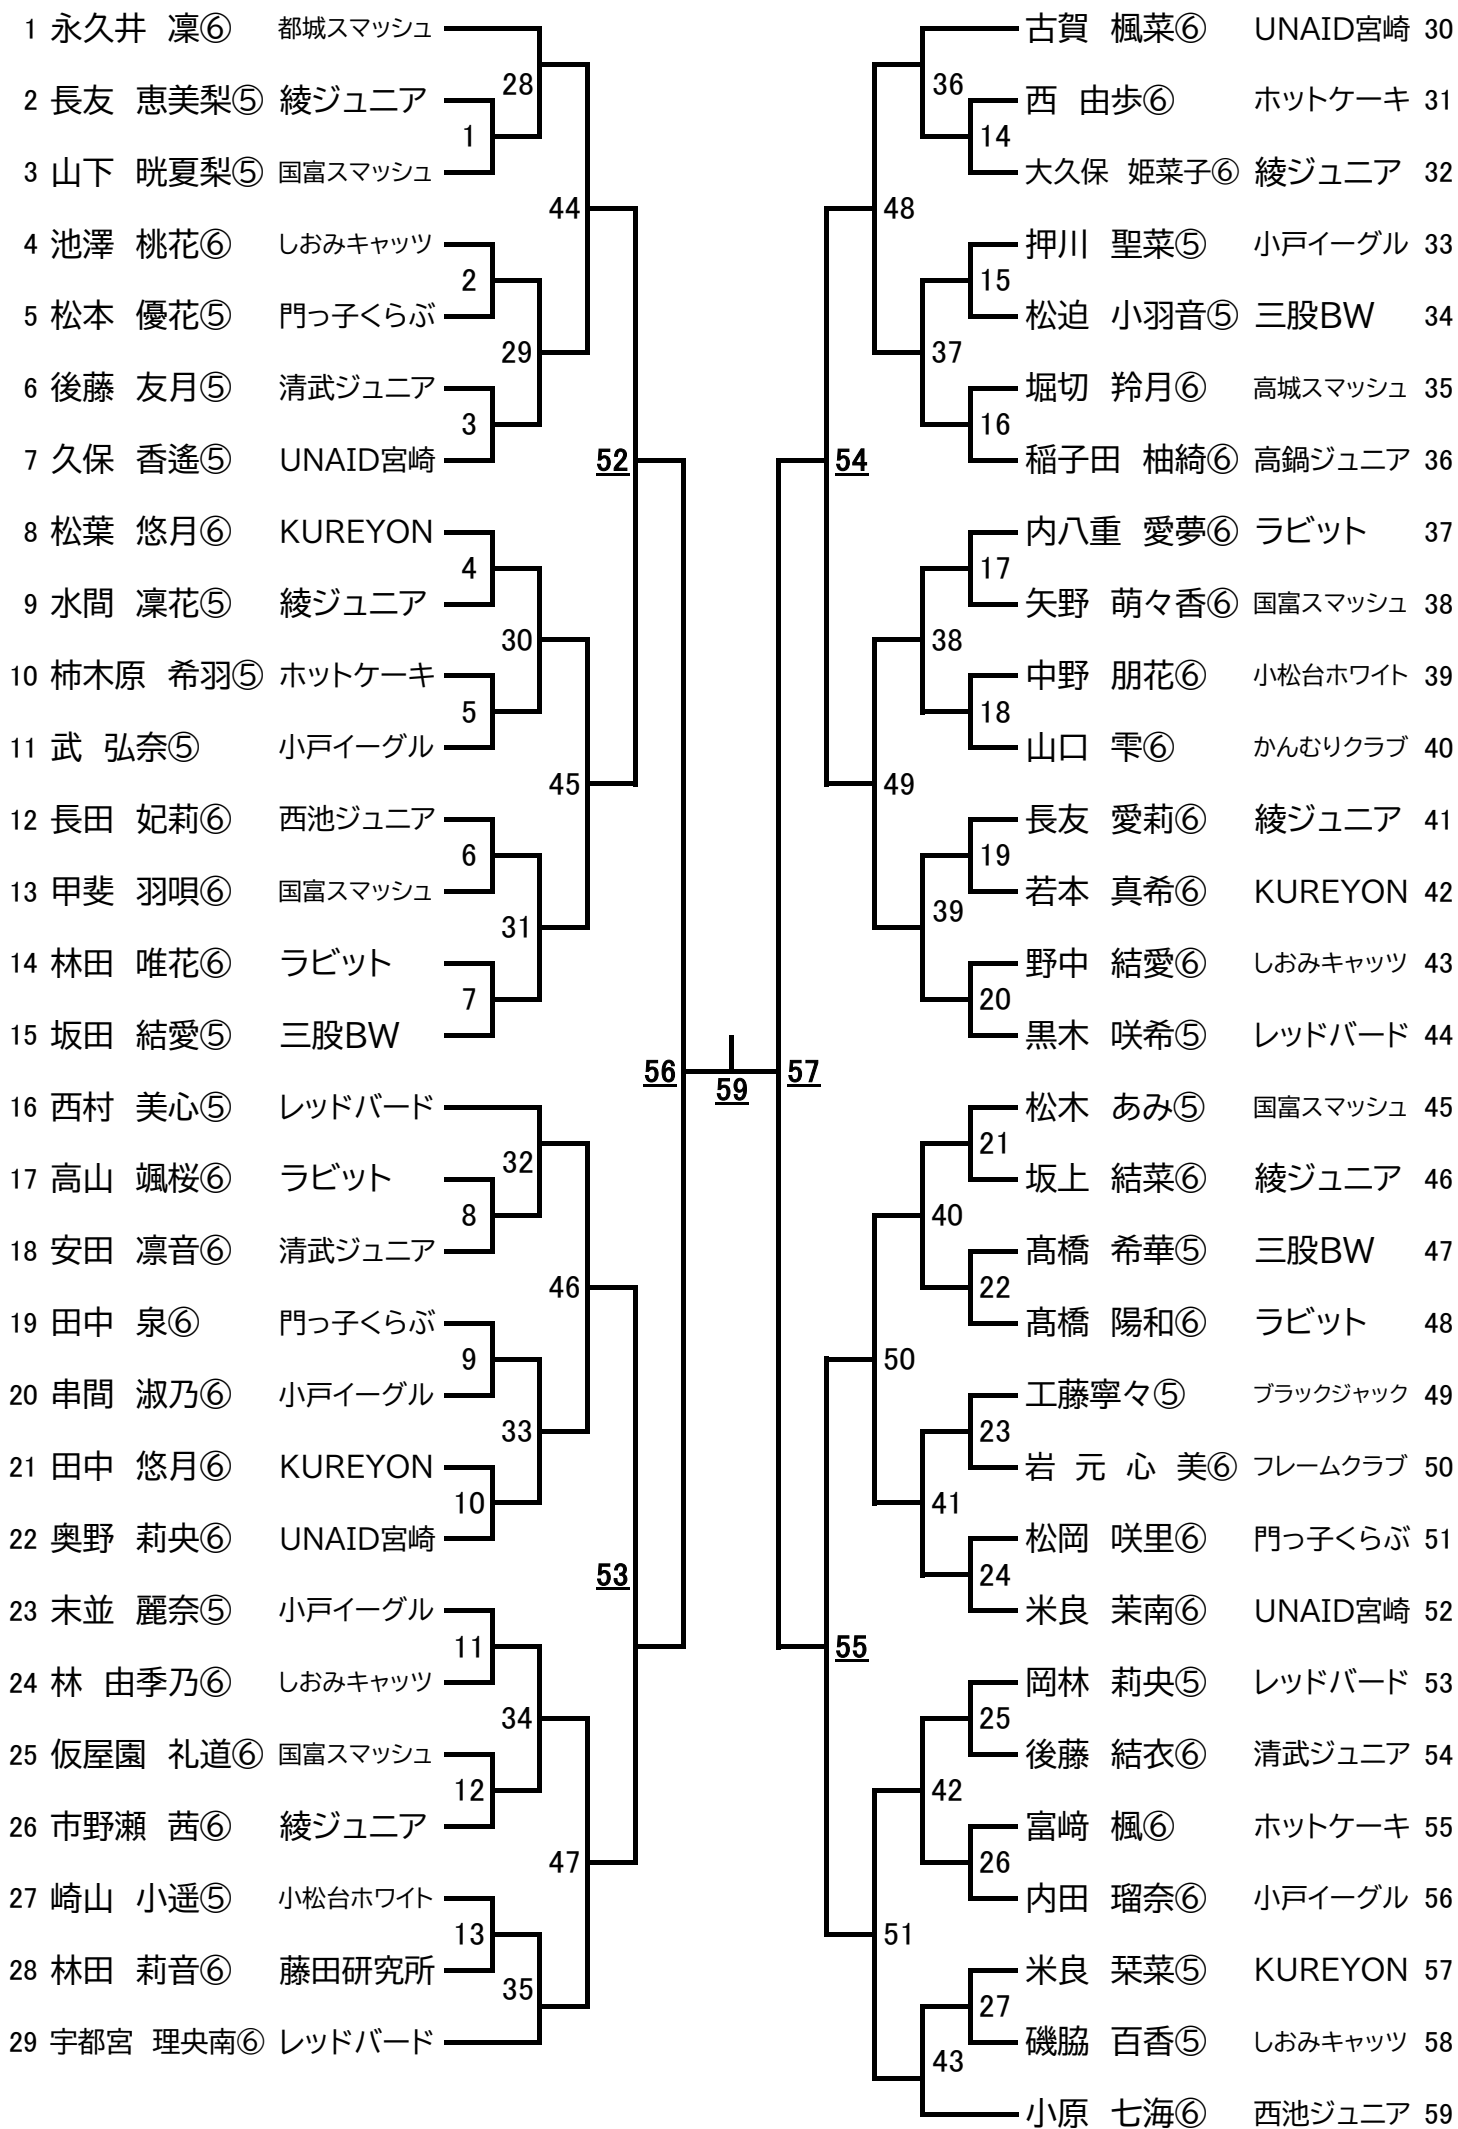 1 永久井 凜⑥ 都城スマッシュ
2 長友 恵美梨⑤ 綾ジュニア
3 山下 晄夏梨⑤ 国富スマッシュ
4 池澤 桃花⑥ しおみキャッツ
5 松本 優花⑤ 門っ子くらぶ
6 後藤 友月⑤ 清武ジュニア
7 久保 香遙⑤ UNAID宮崎
8 松葉 悠月⑥ KUREYON
9 水間 凜花⑤ 綾ジュニア
10 柿木原 希羽⑤ ホットケーキ
11 武 弘奈⑤ 小戸イーグル
12 長田 妃莉⑥ 西池ジュニア
13 甲斐 羽唄⑥ 国富スマッシュ
14 林田 唯花⑥ ラビット
15 坂田 結愛⑤ 三股BW
16 西村 美心⑤ レッドバード
17 高山 颯桜⑥ ラビット
18 安田 凛音⑥ 清武ジュニア
19 田中 泉⑥ 門っ子くらぶ
20 串間 淑乃⑥ 小戸イーグル
21 田中 悠月⑥ KUREYON
22 奥野 莉央⑥ UNAID宮崎
23 末並 麗奈⑤ 小戸イーグル
24 林 由季乃⑥ しおみキャッツ
25 仮屋園 礼道⑥ 国富スマッシュ
26 市野瀬 茜⑥ 綾ジュニア
27 崎山 小遥⑤ 小松台ホワイト
28 林田 莉音⑥ 藤田研究所
29 宇都宮 理央南⑥ レッドバード
1
2
3
4
5
6
7
8
9
10
11
12
13
28
29
30
31
32
33
34
35
44
45
46
47
52
53
56
59
57
54
55
48
49
50
51
36
37
38
39
40
41
42
43
14
15
16
17
18
19
20
21
22
23
24
25
26
27
古賀 楓菜⑥ UNAID宮崎 30
西 由歩⑥ ホットケーキ 31
大久保 姫菜子⑥ 綾ジュニア 32
押川 聖菜⑤ 小戸イーグル 33
松迫 小羽音⑤ 三股BW 34
堀切 羚月⑥ 高城スマッシュ 35
稲子田 柚綺⑥ 高鍋ジュニア 36
内八重 愛夢⑥ ラビット 37
矢野 萌々香⑥ 国富スマッシュ 38
中野 朋花⑥ 小松台ホワイト 39
山口 雫⑥ かんむりクラブ 40
長友 愛莉⑥ 綾ジュニア 41
若本 真希⑥ KUREYON 42
野中 結愛⑥ しおみキャッツ 43
黒木 咲希⑤ レッドバード 44
松木 あみ⑤ 国富スマッシュ 45
坂上 結菜⑥ 綾ジュニア 46
髙橋 希華⑤ 三股BW 47
髙橋 陽和⑥ ラビット 48
工藤寧々⑤ ブラックジャック 49
岩 元 心 美⑥ フレームクラブ 50
松岡 咲里⑥ 門っ子くらぶ 51
米良 茉南⑥ UNAID宮崎 52
岡林 莉央⑤ レッドバード 53
後藤 結衣⑥ 清武ジュニア 54
富﨑 楓⑥ ホットケーキ 55
内田 瑠奈⑥ 小戸イーグル 56
米良 栞菜⑤ KUREYON 57
磯脇 百香⑤ しおみキャッツ 58
小原 七海⑥ 西池ジュニア 59